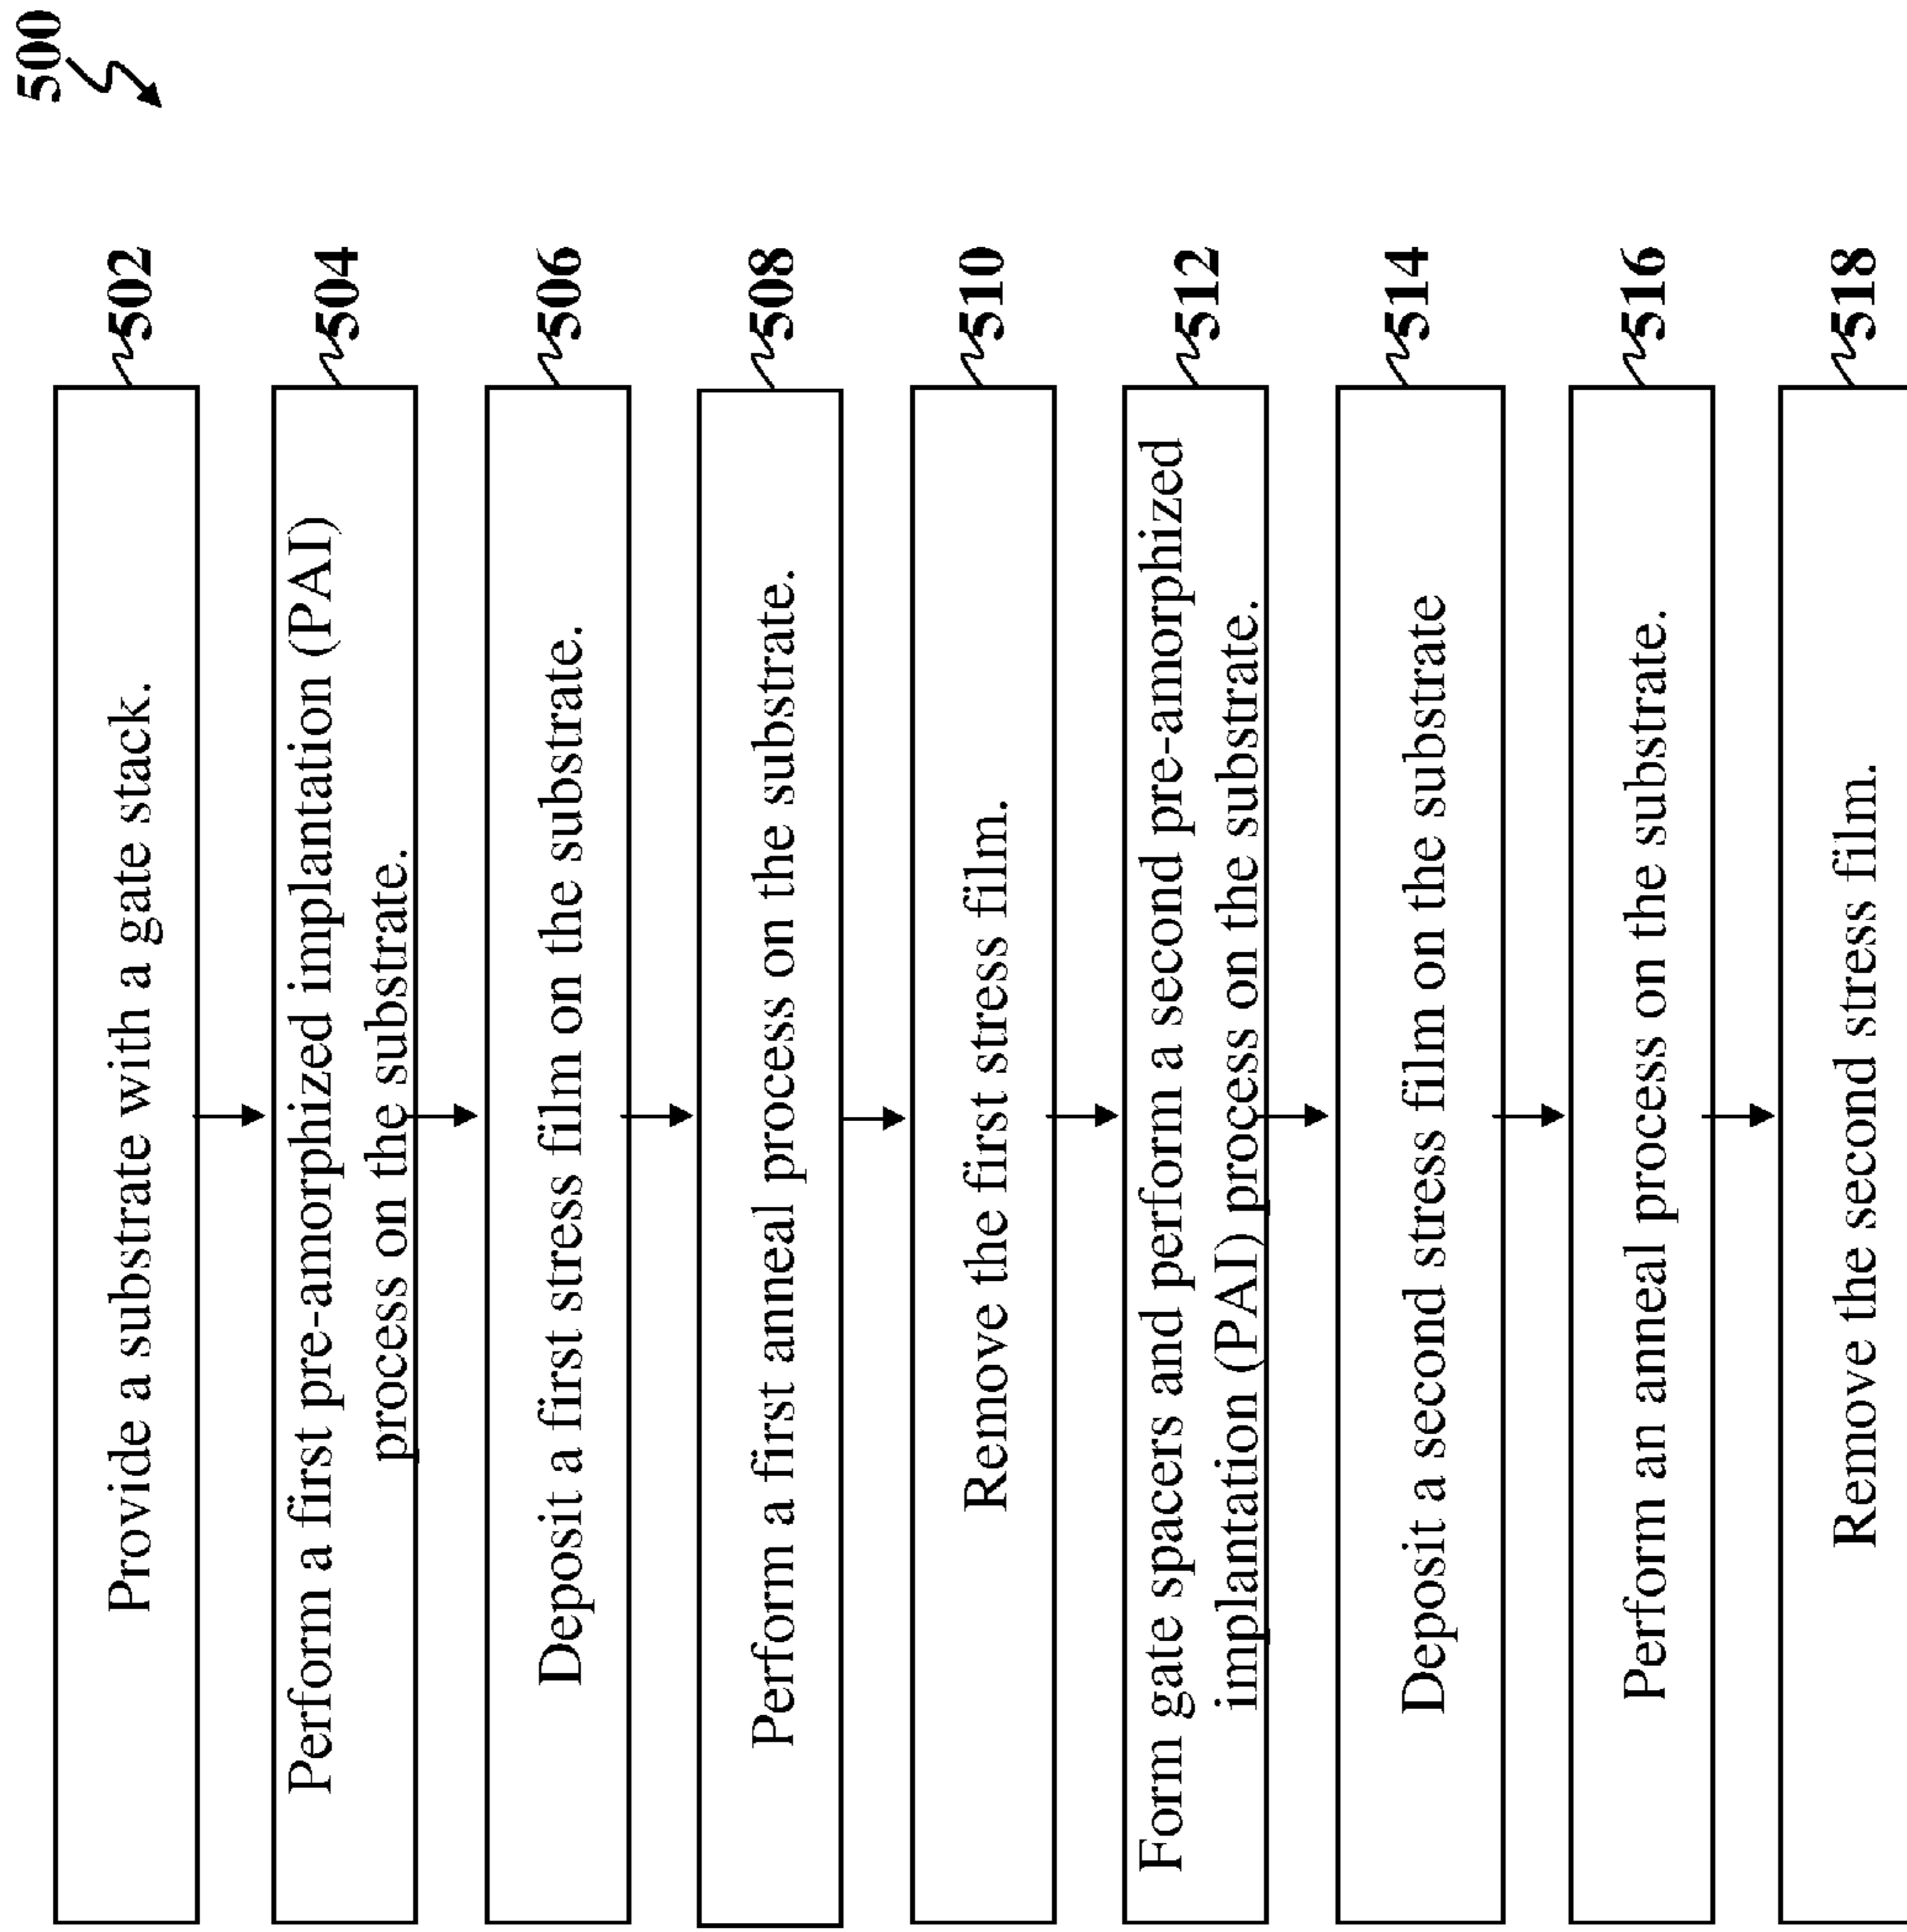 500
Provide a substrate with a gate stack.
502
Perform a first pre-amorphized implantation (PAI)
process on the substrate.
504
Deposit a first stress film on the substrate.
506
Perform a first anneal process on the substrate.
508
Remove the first stress film.
510
Form gate spacers and perform a second pre-amorphized
implantation (PAI) process on the substrate.
512
Deposit a second stress film on the substrate
514
Perform an anneal process on the substrate.
516
Remove the second stress film.
518